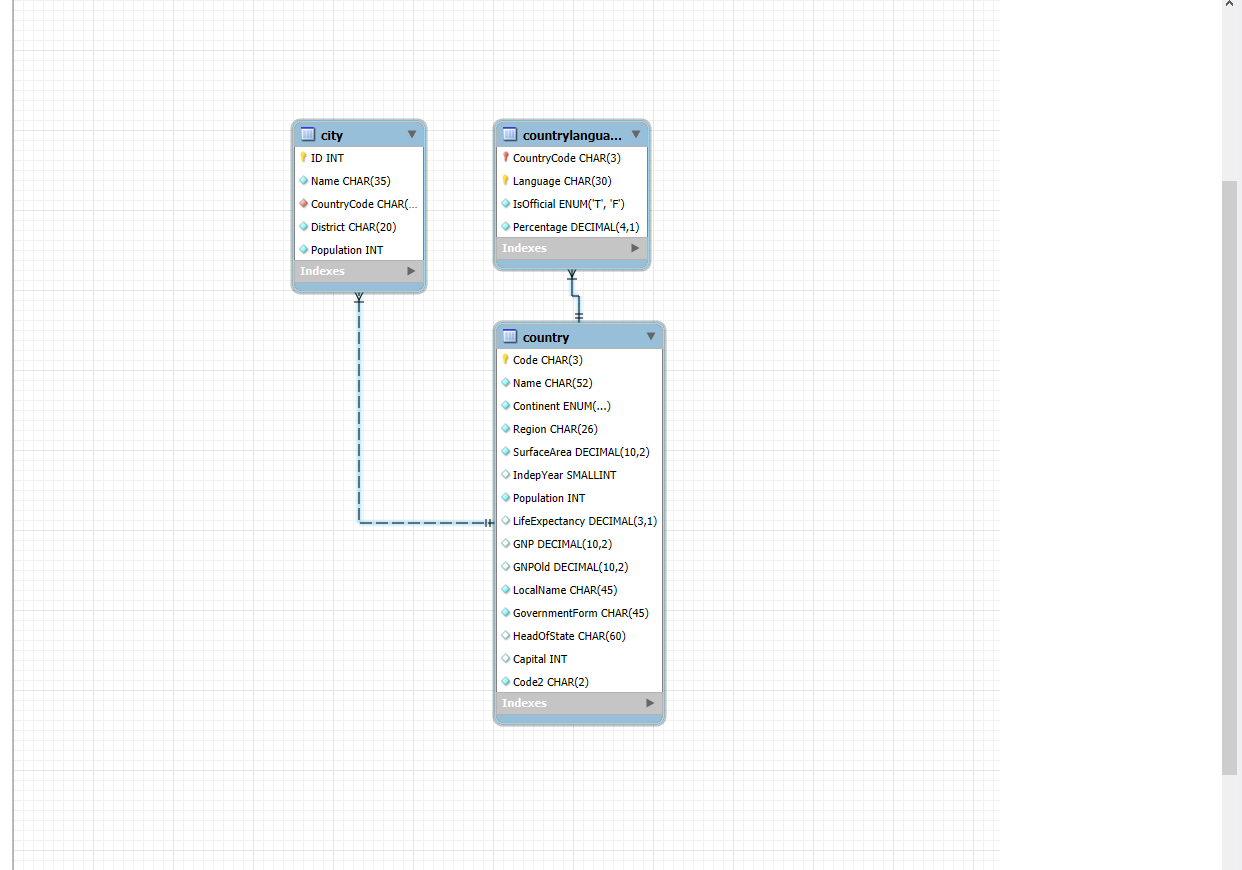 city
ID INT
Name CHAR(35)
CountryCode CHAR(...
District CHAR(20)
Population INT
Indexes
countrylangua...
CountryCode CHAR(3)
Language CHAR(30)
IsOfficial ENUM('T', 'F')
Percentage DECIMAL(4,1)
Indexes
country
Code CHAR(3)
Name CHAR(52)
Continent ENUM(...)
Region CHAR(26)
SurfaceArea DECIMAL(10,2)
IndepYear SMALLINT
Population INT
LifeExpectancy DECIMAL(3,1)
GNP DECIMAL(10,2)
GNPOld DECIMAL(10,2)
LocalName CHAR(45)
GovernmentForm CHAR(45)
HeadOfState CHAR(60)
Capital INT
Code2 CHAR(2)
Indexes